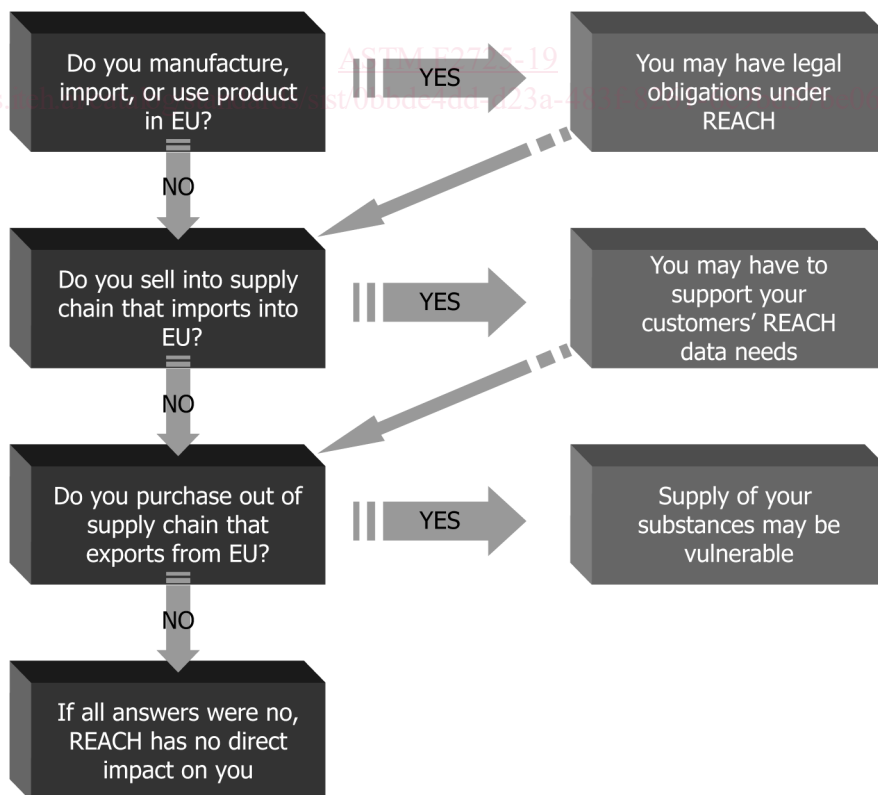 Do you manufacture,
import, or use product
in EU?
YES
You may have legal
obligations under
REACH
NO
Do you sell into supply
chain that imports into
EU?
YES
You may have to
support your
customers’ REACH
data needs
NO
Do you purchase out of
supply chain that
exports from EU?
YES
Supply of your
substances may be
vulnerable
NO
If all answers were no,
REACH has no direct
impact on you
ASTM E2725-19